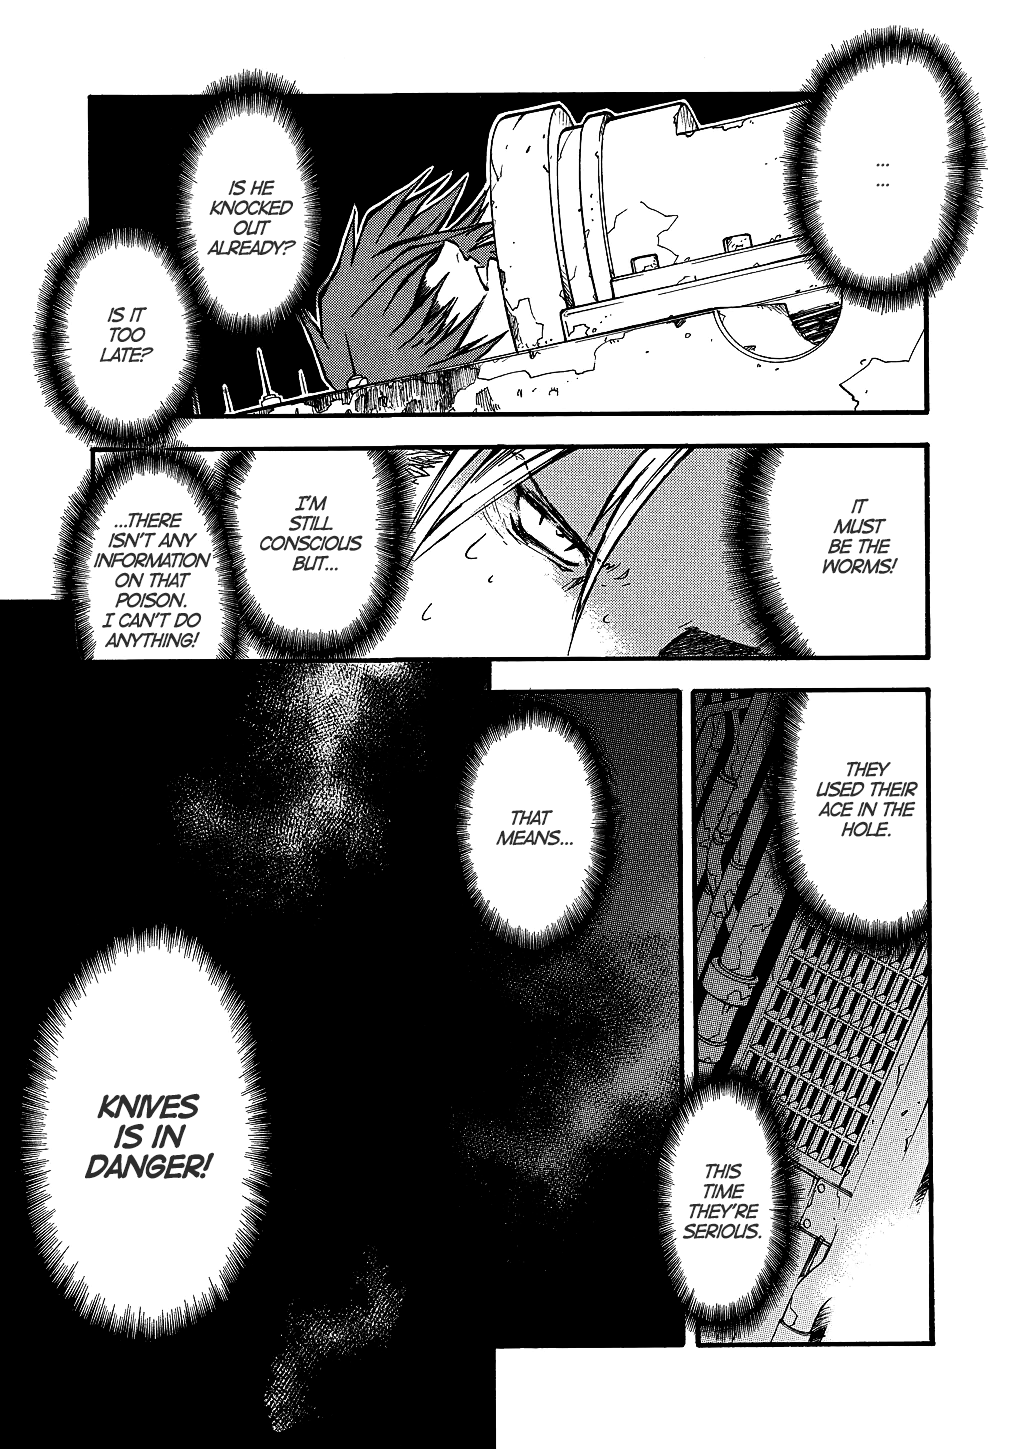 ...
...
IS HE
KNOCKED
OUT
ALREADY?
IS IT
TOO
LATE?
IT
MUST
BE THE
WORMS!
I'M
STILL
CONSCIOUS
BUT...
...THERE
ISN'T ANY
INFORMATION
ON THAT
POISON.
I CAN'T DO
ANYTHING!
THEY
USED THEIR
ACE IN THE
HOLE.
THIS
TIME
THEY'RE
SERIOUS.
THAT
MEANS...
KNIVES
IS IN
DANGER!